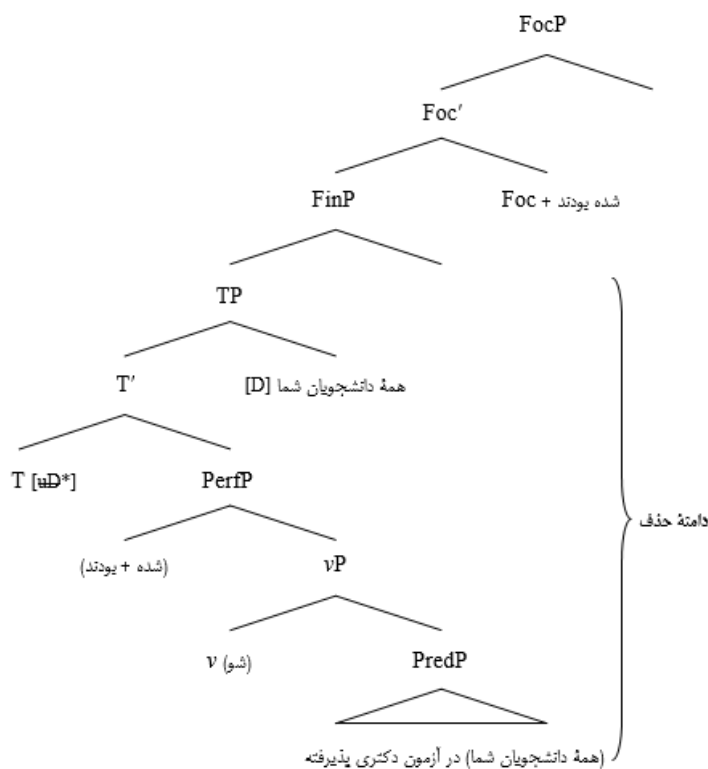 FocP
Foc′
FinP
Foc + شده بودند
TP
T′
همهٔ دانشجویان شما [D]
T [uD*]
PerfP
دامنهٔ حذف
(شده + بودند)
vP
v (شو)
PredP
(همهٔ دانشجویان شما) در آزمون دکتری پذیرفته